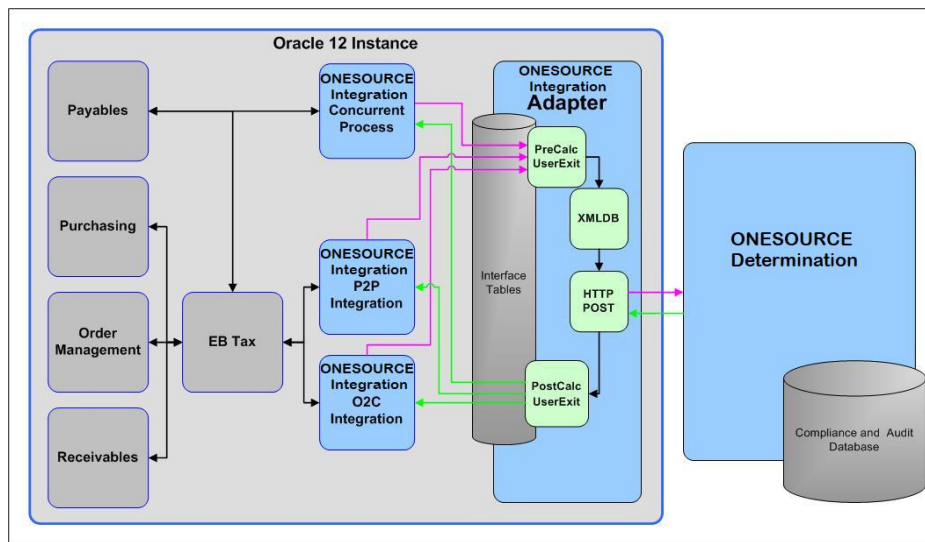 Oracle 12 Instance
Payables
Purchasing
Order
Management
Receivables
EB Tax
ONESOURCE
Integration
Concurrent
Process
ONESOURCE
Integration
P2P
Integration
ONESOURCE
Integration
O2C
Integration
ONESOURCE
Integration
Adapter
Interface
Tables
PreCalc
UserExit
XMLDB
HTTP
POST
PostCalc
UserExit
ONESOURCE
Determination
Compliance and Audit
Database